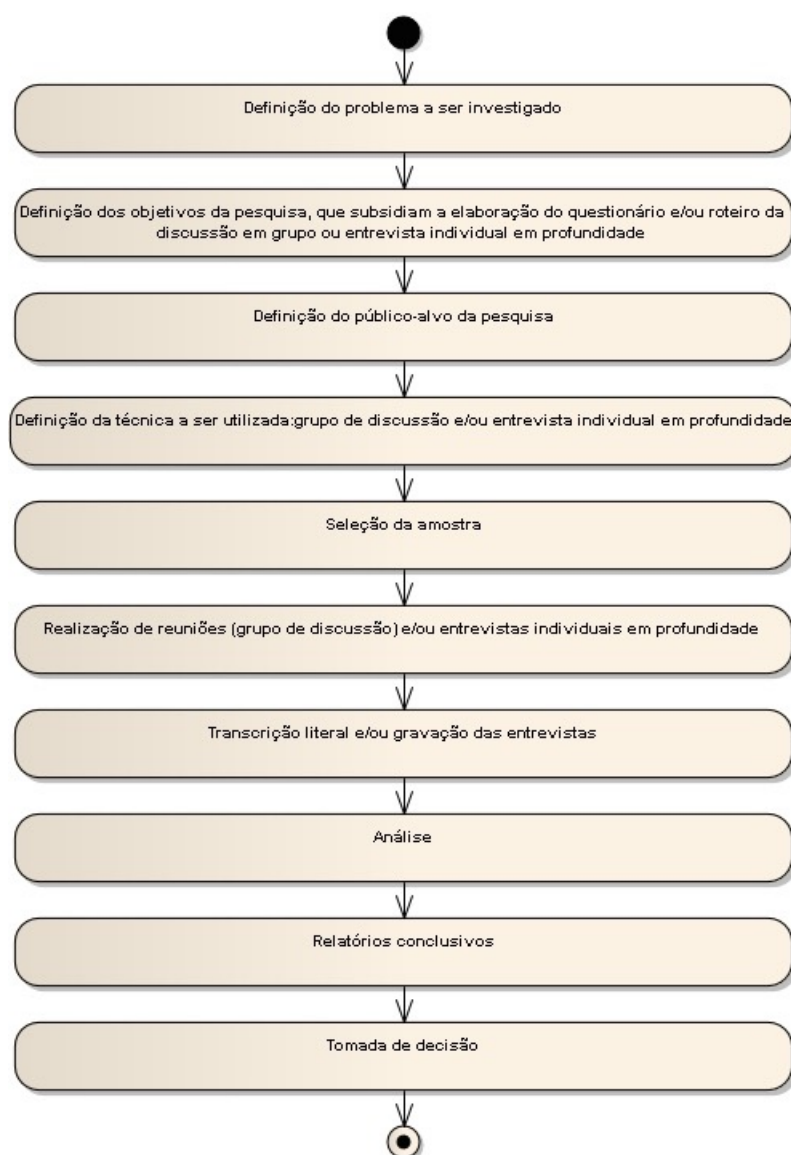 Definição do problema a ser investigado
Definição dos objetivos da pesquisa, que subsidiam a elaboração do questionário e/ou roteiro da
discussão em grupo ou entrevista individual em profundidade
Definição do público-alvo da pesquisa
Definição da técnica a ser utilizada:grupo de discussão e/ou entrevista individual em profundidade
Seleção da amostra
Realização de reuniões (grupo de discussão) e/ou entrevistas individuais em profundidade
Transcrição literal e/ou gravação das entrevistas
Análise
Relatórios conclusivos
Tomada de decisão